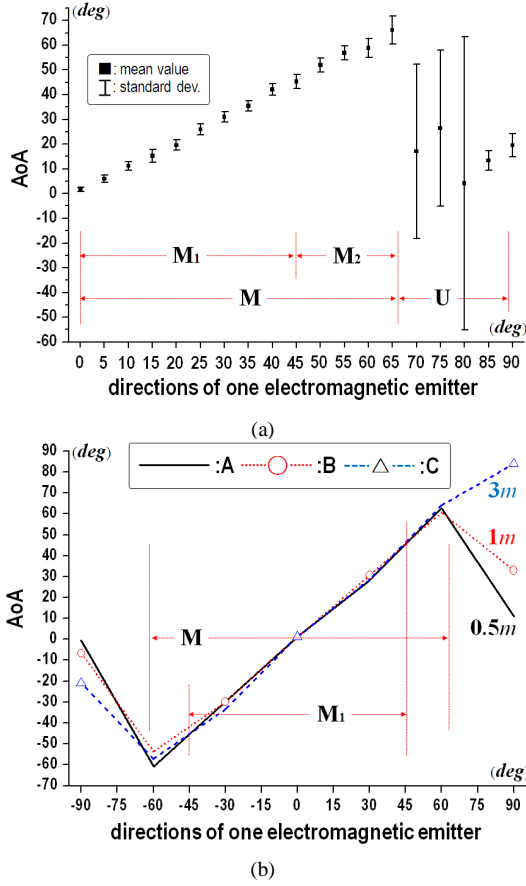 (deg)
70
60
50
40
30
20
10
0
-10
-20
-30
-40
-50
-60
AoA
: mean value
: standard dev.
M1
M2
M
U
(deg)
0 5 10 15 20 25 30 35 40 45 50 55 60 65 70 75 80 85 90
directions of one electromagnetic emitter
(a)
(deg)
90
80
70
60
50
40
30
20
10
0
-10
-20
-30
-40
-50
-60
-70
AoA
:A :B :C
3m
1m
0.5m
M
M1
(deg)
-90 -75 -60 -45 -30 -15 0 15 30 45 60 75 90
directions of one electromagnetic emitter
(b)